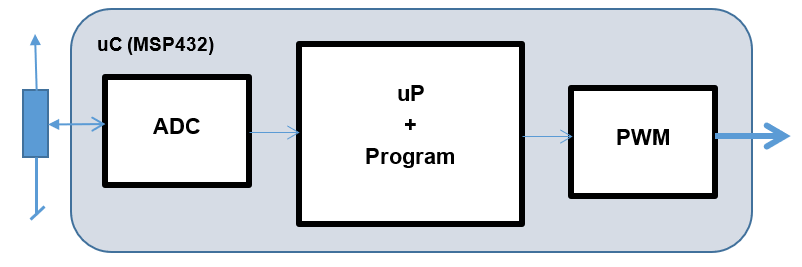 uC (MSP432)
ADC
uP
+
Program
PWM